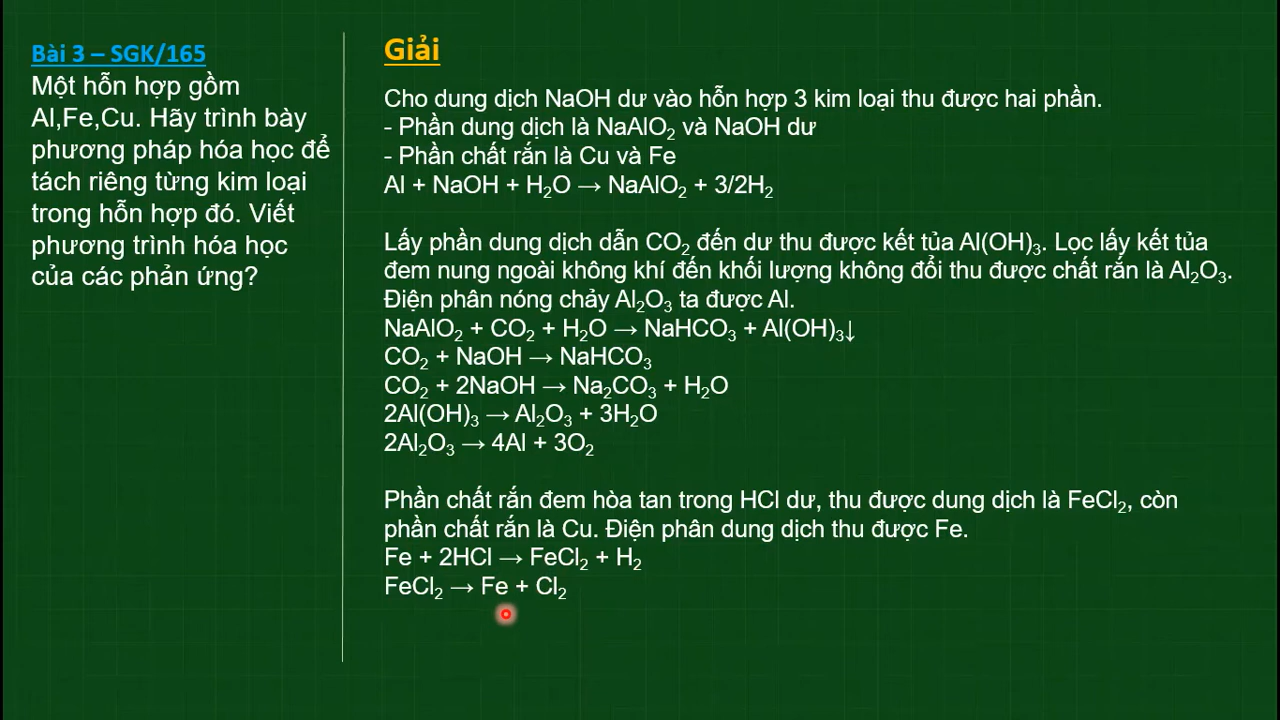 Bài 3 – SGK/165
Một hỗn hợp gồm
Al,Fe,Cu. Hãy trình bày
phương pháp hóa học để
tách riêng từng kim loại
trong hỗn hợp đó. Viết
phương trình hóa học
của các phản ứng?
Giải
Cho dung dịch NaOH dư vào hỗn hợp 3 kim loại thu được hai phần.
- Phần dung dịch là NaAlO₂ và NaOH dư
- Phần chất rắn là Cu và Fe
Al + NaOH + H₂O → NaAlO₂ + 3/2H₂
Lấy phần dung dịch dẫn CO₂ đến dư thu được kết tủa Al(OH)₃. Lọc lấy kết tủa
đem nung ngoài không khí đến khối lượng không đổi thu được chất rắn là Al₂O₃.
Điện phân nóng chảy Al₂O₃ ta được Al.
NaAlO₂ + CO₂ + H₂O → NaHCO₃ + Al(OH)₃↓
CO₂ + NaOH → NaHCO₃
CO₂ + 2NaOH → Na₂CO₃ + H₂O
2Al(OH)₃ → Al₂O₃ + 3H₂O
2Al₂O₃ → 4Al + 3O₂
Phần chất rắn đem hòa tan trong HCl dư, thu được dung dịch là FeCl₂, còn
phần chất rắn là Cu. Điện phân dung dịch thu được Fe.
Fe + 2HCl → FeCl₂ + H₂
FeCl₂ → Fe + Cl₂